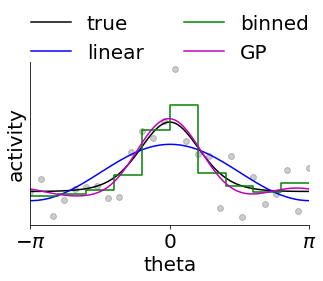 true binned
linear GP
activity
−π 0 π
theta